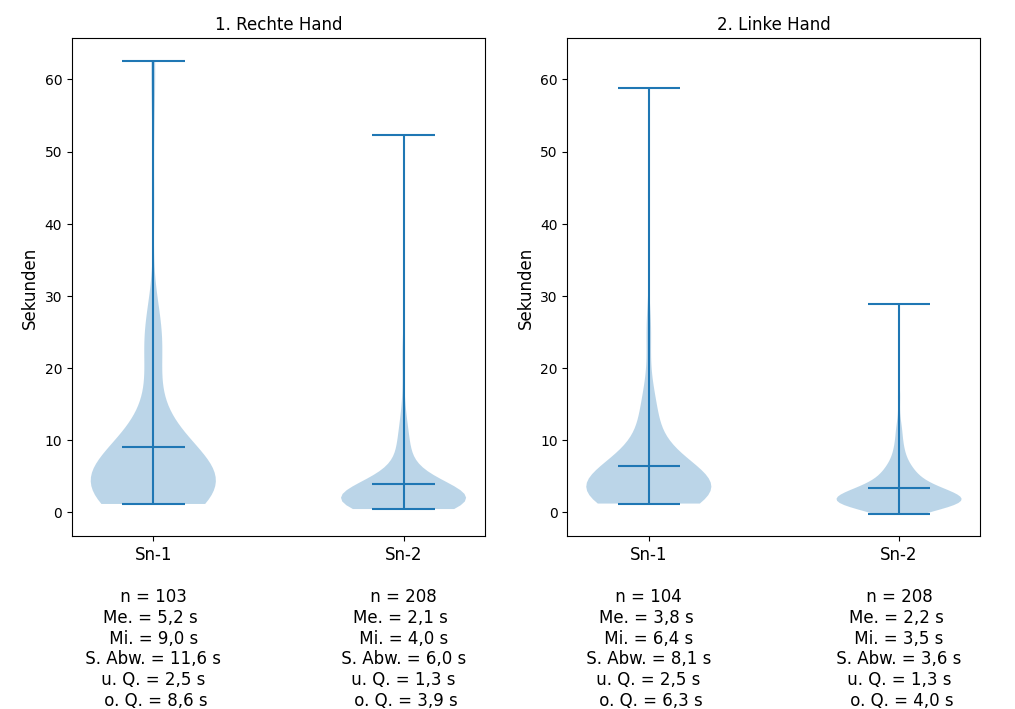 1. Rechte Hand
2. Linke Hand
Sekunden
60
50
40
30
20
10
0
Sn-1
Sn-2
Sekunden
60
50
40
30
20
10
0
Sn-1
Sn-2
n = 103
Me. = 5,2 s
Mi. = 9,0 s
S. Abw. = 11,6 s
u. Q. = 2,5 s
o. Q. = 8,6 s
n = 208
Me. = 2,1 s
Mi. = 4,0 s
S. Abw. = 6,0 s
u. Q. = 1,3 s
o. Q. = 3,9 s
n = 104
Me. = 3,8 s
Mi. = 6,4 s
S. Abw. = 8,1 s
u. Q. = 2,5 s
o. Q. = 6,3 s
n = 208
Me. = 2,2 s
Mi. = 3,5 s
S. Abw. = 3,6 s
u. Q. = 1,3 s
o. Q. = 4,0 s